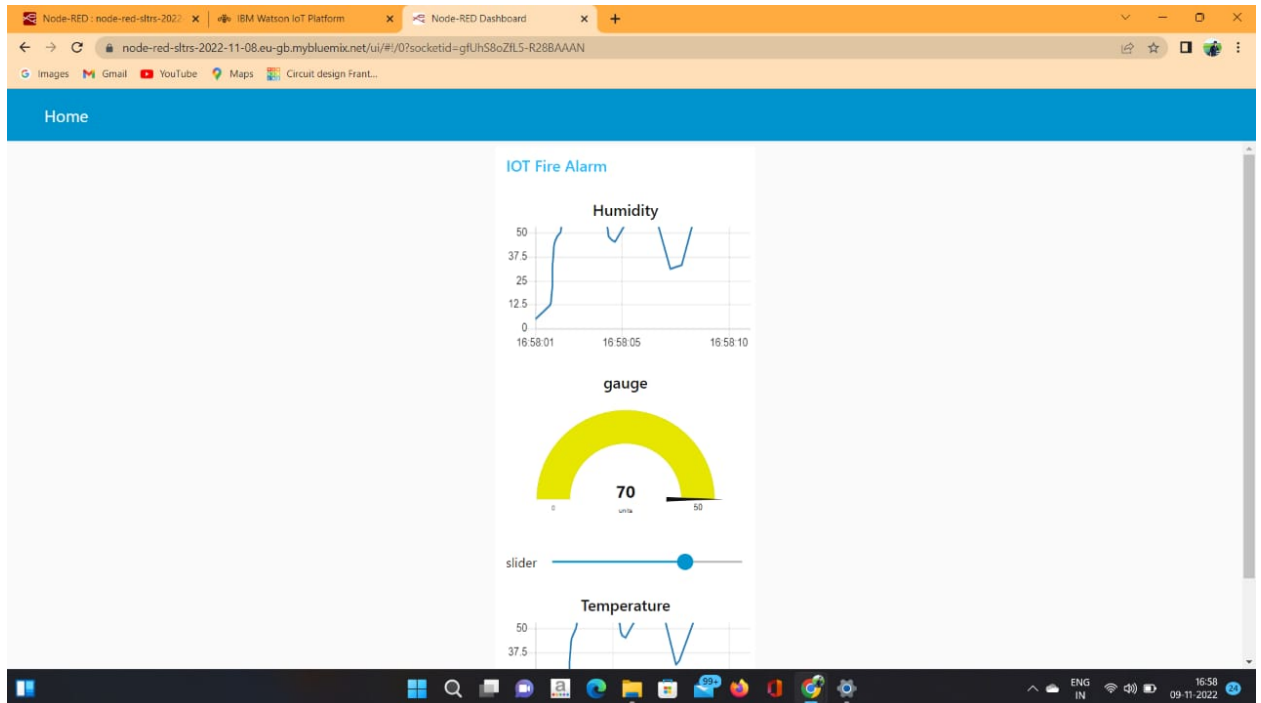 Node-RED : node-red-sltrs-2022-
IBM Watson IoT Platform
Node-RED Dashboard
node-red-sltrs-2022-11-08.eu-gb.mybluemix.net/ui/#!/0?socketid=gfUhS8oZfL5-R28BAAAN
Images
Gmail
YouTube
Maps
Circuit design Frant...
Home
IOT Fire Alarm
Humidity
50
37.5
25
12.5
0
16:58:01 16:58:05 16:58:10
gauge
70
0 units 50
slider
Temperature
50
37.5
99+
ENG
IN
16:58
09-11-2022
24